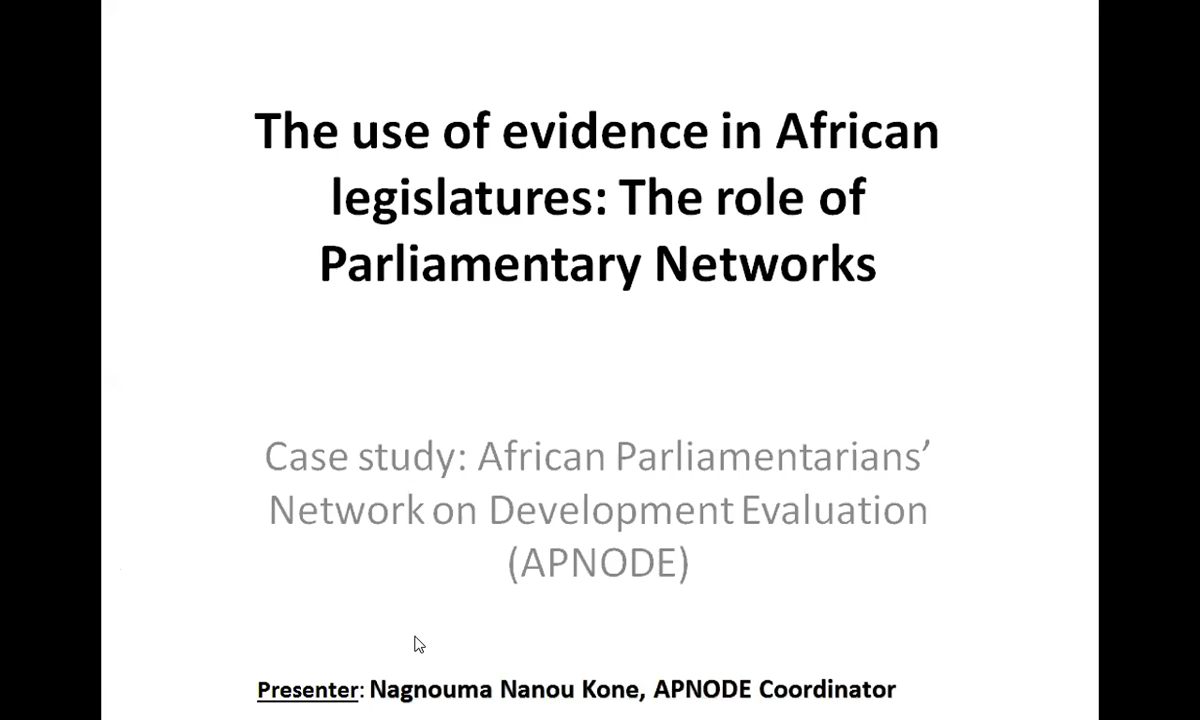 The use of evidence in African
legislatures: The role of
Parliamentary Networks
Case study: African Parliamentarians’
Network on Development Evaluation
(APNODE)
Presenter: Nagnouma Nanou Kone, APNODE Coordinator